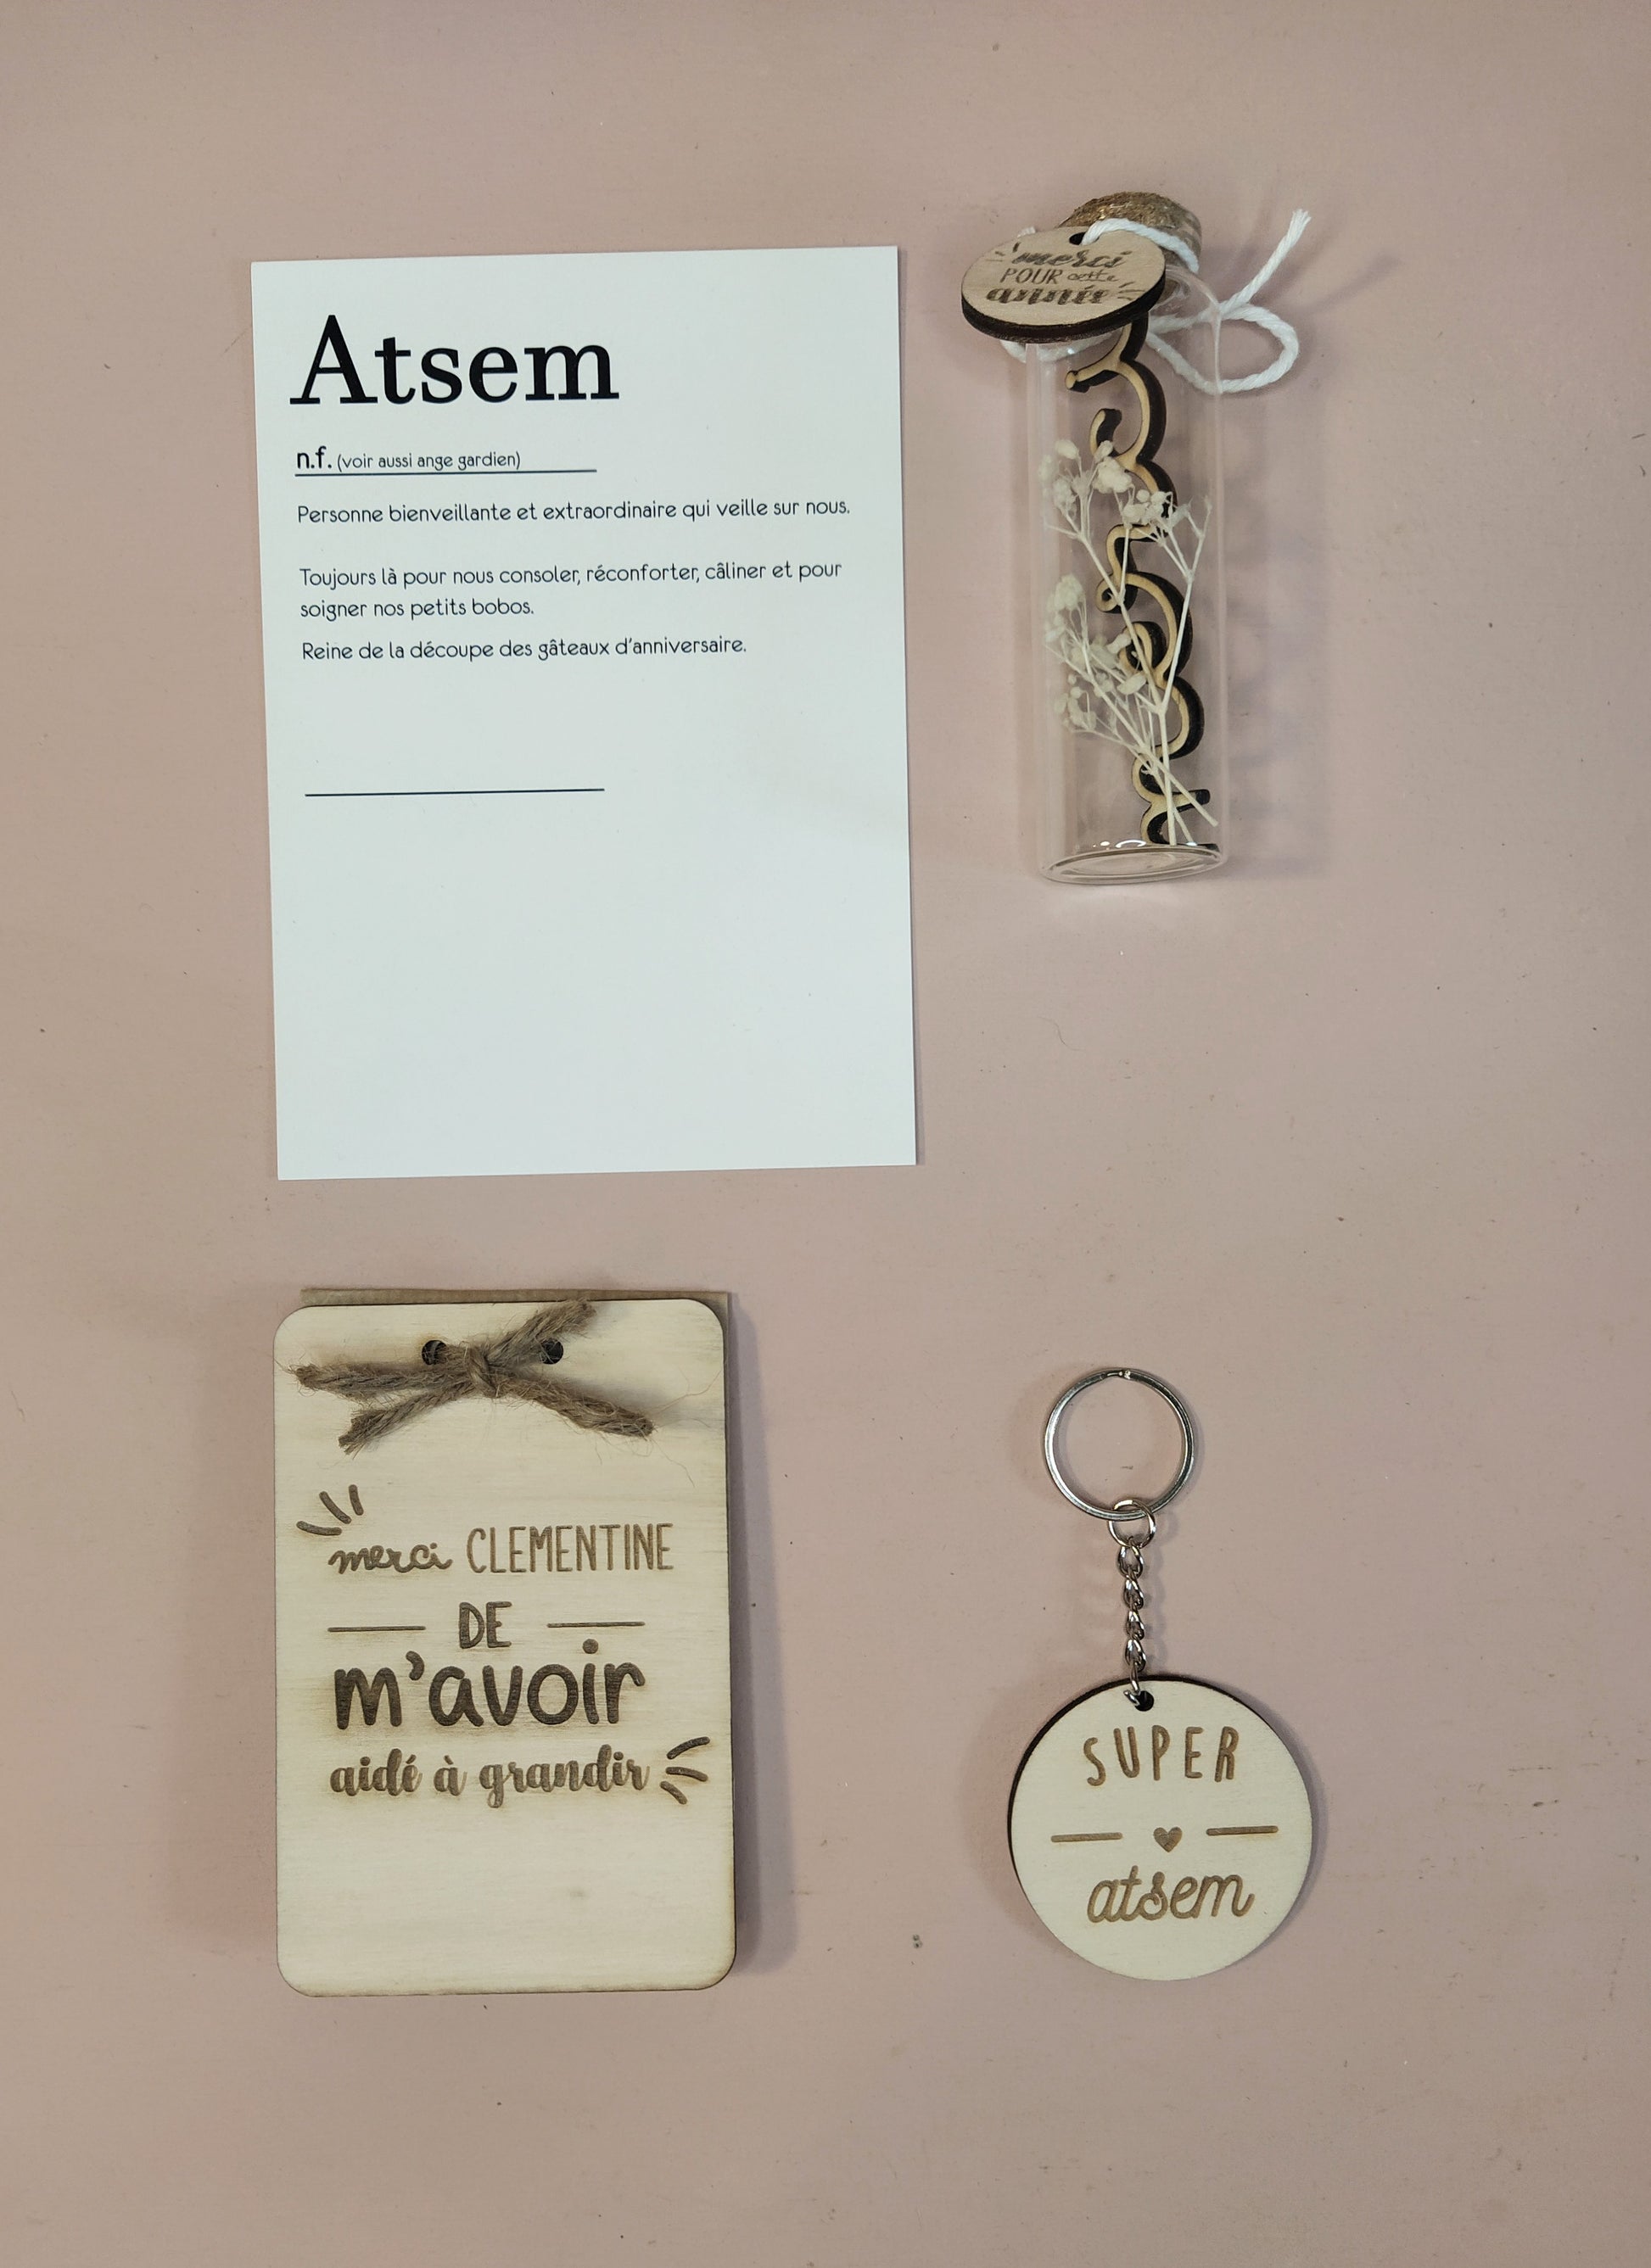 Atsem
n.f. (voir aussi ange gardien)
Personne bienveillante et extraordinaire qui veille sur nous.
Toujours là pour nous consoler, réconforter, câliner et pour
soigner nos petits bobos.
Reine de la découpe des gâteaux d'anniversaire.
merci
POUR cette
année
merci CLEMENTINE
DE
m'avoir
aidé à grandir
SUPER
atsem